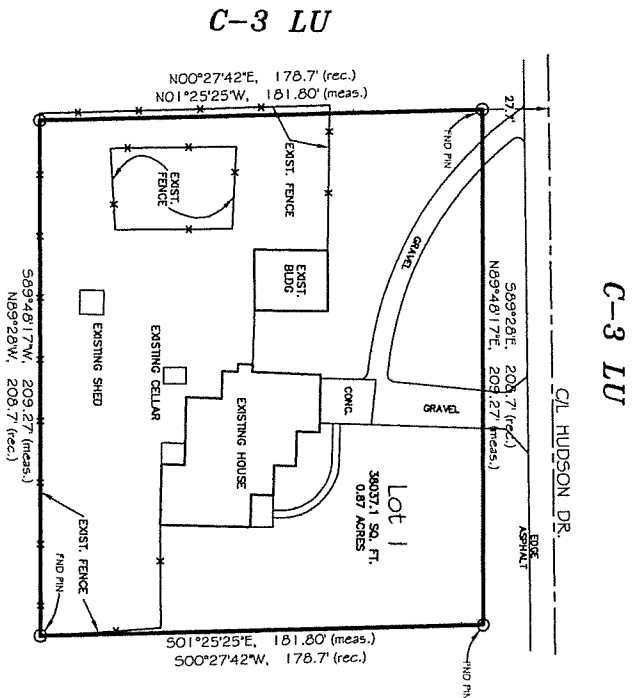 C-3 LU
N00°27'42"E, 178.7' (rec.)
N01°25'25"W, 181.80' (meas.)
27.
FND PIN
EXIST. FENCE
EXIST.
FENCE
GRAVEL
EXIST.
BLDG
S89°28'E, 208.7' (rec.)
N89°48'17"E, 209.27' (meas.)
C-3 LU
C/L HUDSON DR.
EXISTING SHED
EXISTING CELLAR
EXISTING HOUSE
CONC.
GRAVEL
S89°48'17"W, 209.27' (meas.)
N89°28'W, 208.7' (rec.)
Lot 1
38037.1 SQ. FT.
0.87 ACRES
EDGE
ASPHALT
EXIST. FENCE
FND PIN
S01°25'25"E, 181.80' (meas.)
S00°27'42"W, 178.7' (rec.)
FND PIN